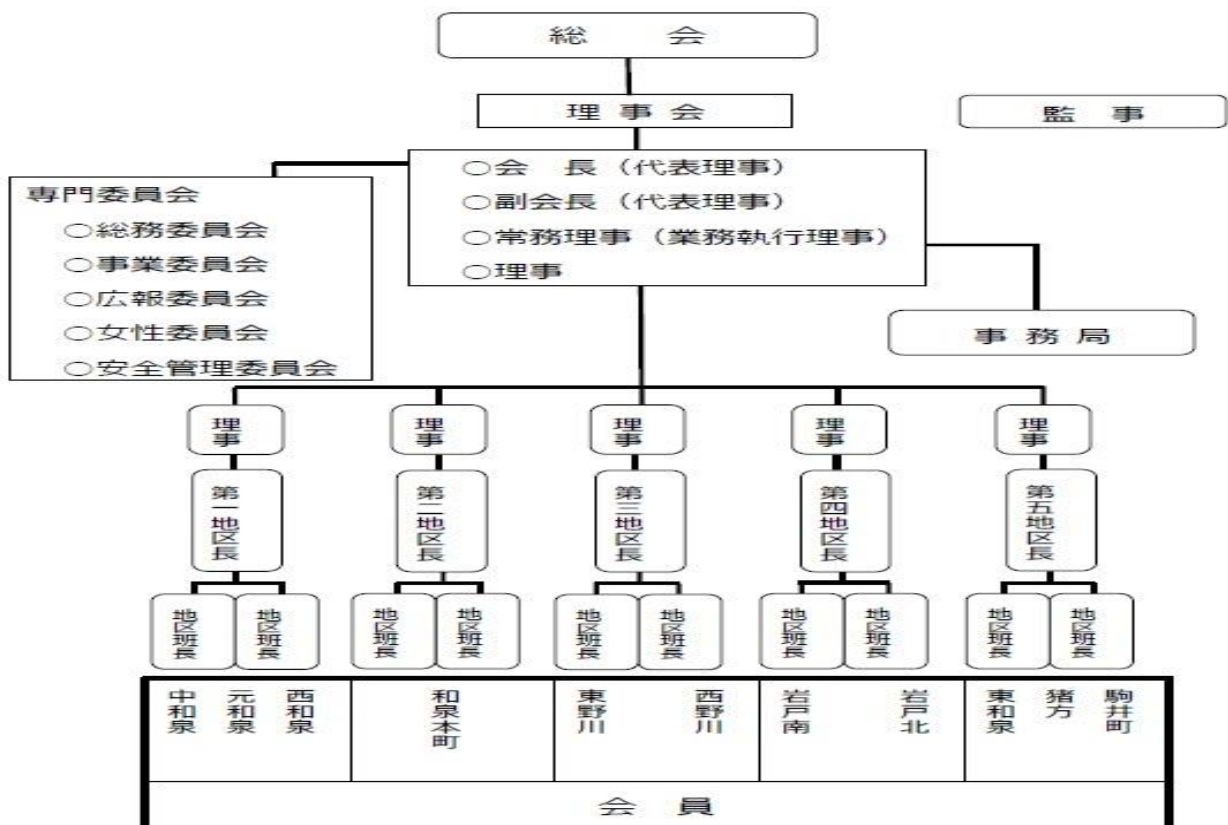 総　　会
理 事 会
監　事
○会　長（代表理事）
○副会長（代表理事）
○常務理事（業務執行理事）
○理事
専門委員会
○総務委員会
○事業委員会
○広報委員会
○女性委員会
○安全管理委員会
事 務 局
理事
理事
理事
理事
理事
第一地区長
第二地区長
第三地区長
第四地区長
第五地区長
地区班長
地区班長
地区班長
地区班長
地区班長
地区班長
地区班長
地区班長
地区班長
地区班長
中和泉
元和泉
西和泉
和泉本町
東野川
西野川
岩戸南
岩戸北
東和泉
猪方
駒井町
会　員